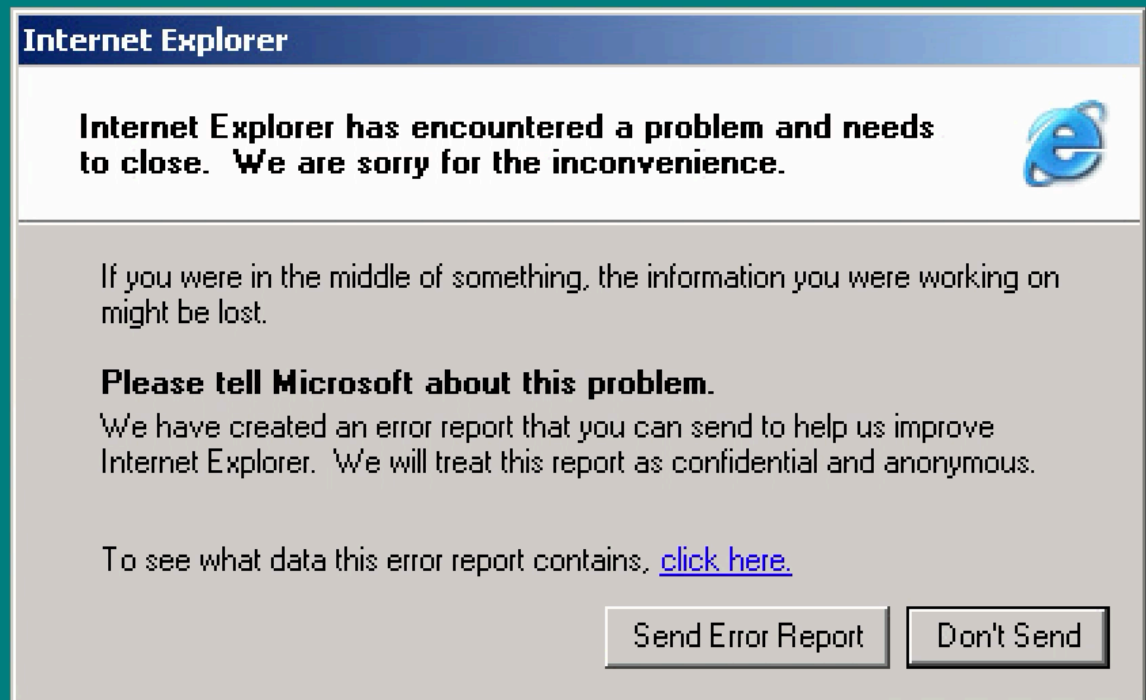 Internet Explorer
Internet Explorer has encountered a problem and needs
to close.  We are sorry for the inconvenience.
If you were in the middle of something, the information you were working on
might be lost.
Please tell Microsoft about this problem.
We have created an error report that you can send to help us improve
Internet Explorer.  We will treat this report as confidential and anonymous.
To see what data this error report contains, click here.
Send Error Report Don't Send